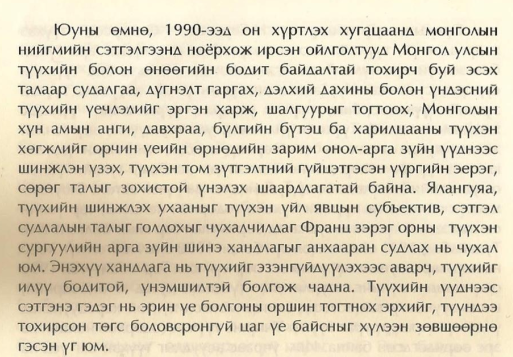 Юуны өмнө, 1990-ээд он хүртлэх хугацаанд монголын
нийгмийн сэтгэлгээнд ноёрхож ирсэн ойлголтууд Монгол улсын
түүхийн болон өнөөгийн бодит байдалтай тохирч буй эсэх
талаар судалгаа, дүгнэлт гаргах, дэлхий дахины болон үндэсний
түүхийн үечлэлийг эргэн харж, шалгуурыг тогтоох, Монголын
хүн амын анги, давхраа, бүлгийн бүтэц ба харилцааны түүхэн
хөгжлийг орчин үеийн өрнөдийн зарим онол-арга зүйн үүднээс
шинжлэн үзэх, түүхэн том зүтгэлтний гүйцэтгэсэн үүргийн эерэг,
сөрөг талыг зохистой үнэлэх шаардлагатай байна. Ялангуяа,
түүхийн шинжлэх ухааныг түүхэн үйл явцын субъектив, сэтгэл
судлалын талыг голлохыг чухалчилдаг Франц зэрэг орны түүхэн
сургуулийн арга зүйн шинэ хандлагыг анхааран судлах нь чухал
юм. Энэхүү хандлага нь түүхийг эзэнгүйдүүлэхээс аварч, түүхийг
илүү бодитой, үнэмшилтэй болгож чадна. Түүхийн үүднээс
сэтгэнэ гэдэг нь эрин үе болгоны оршин тогтнох эрхийг, түүндээ
тохирсон төгс боловсронгуй цаг үе байсныг хүлээн зөвшөөрнө
гэсэн үг юм.